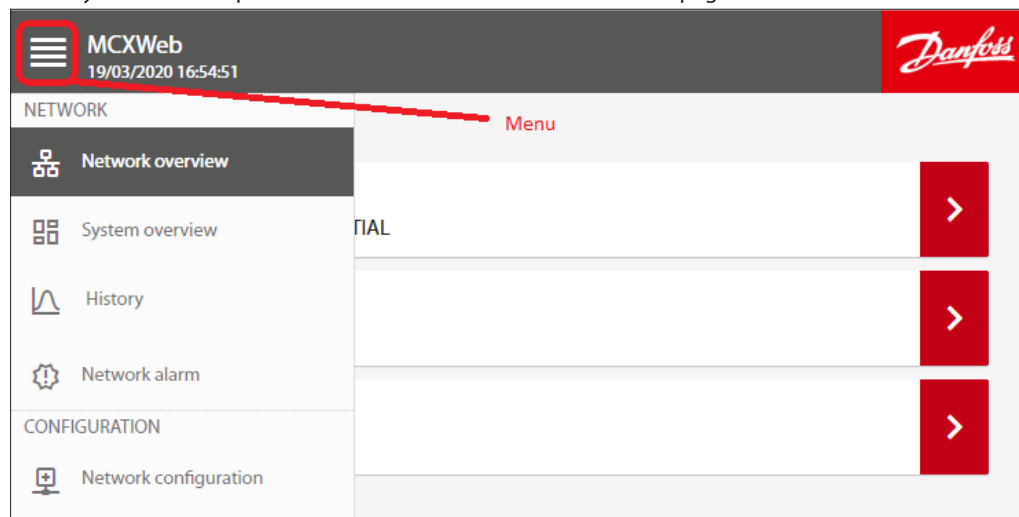 MCXWeb
19/03/2020 16:54:51
Danfoss
NETWORK
Menu
Network overview
System overview
TIAL
History
Network alarm
CONFIGURATION
Network configuration